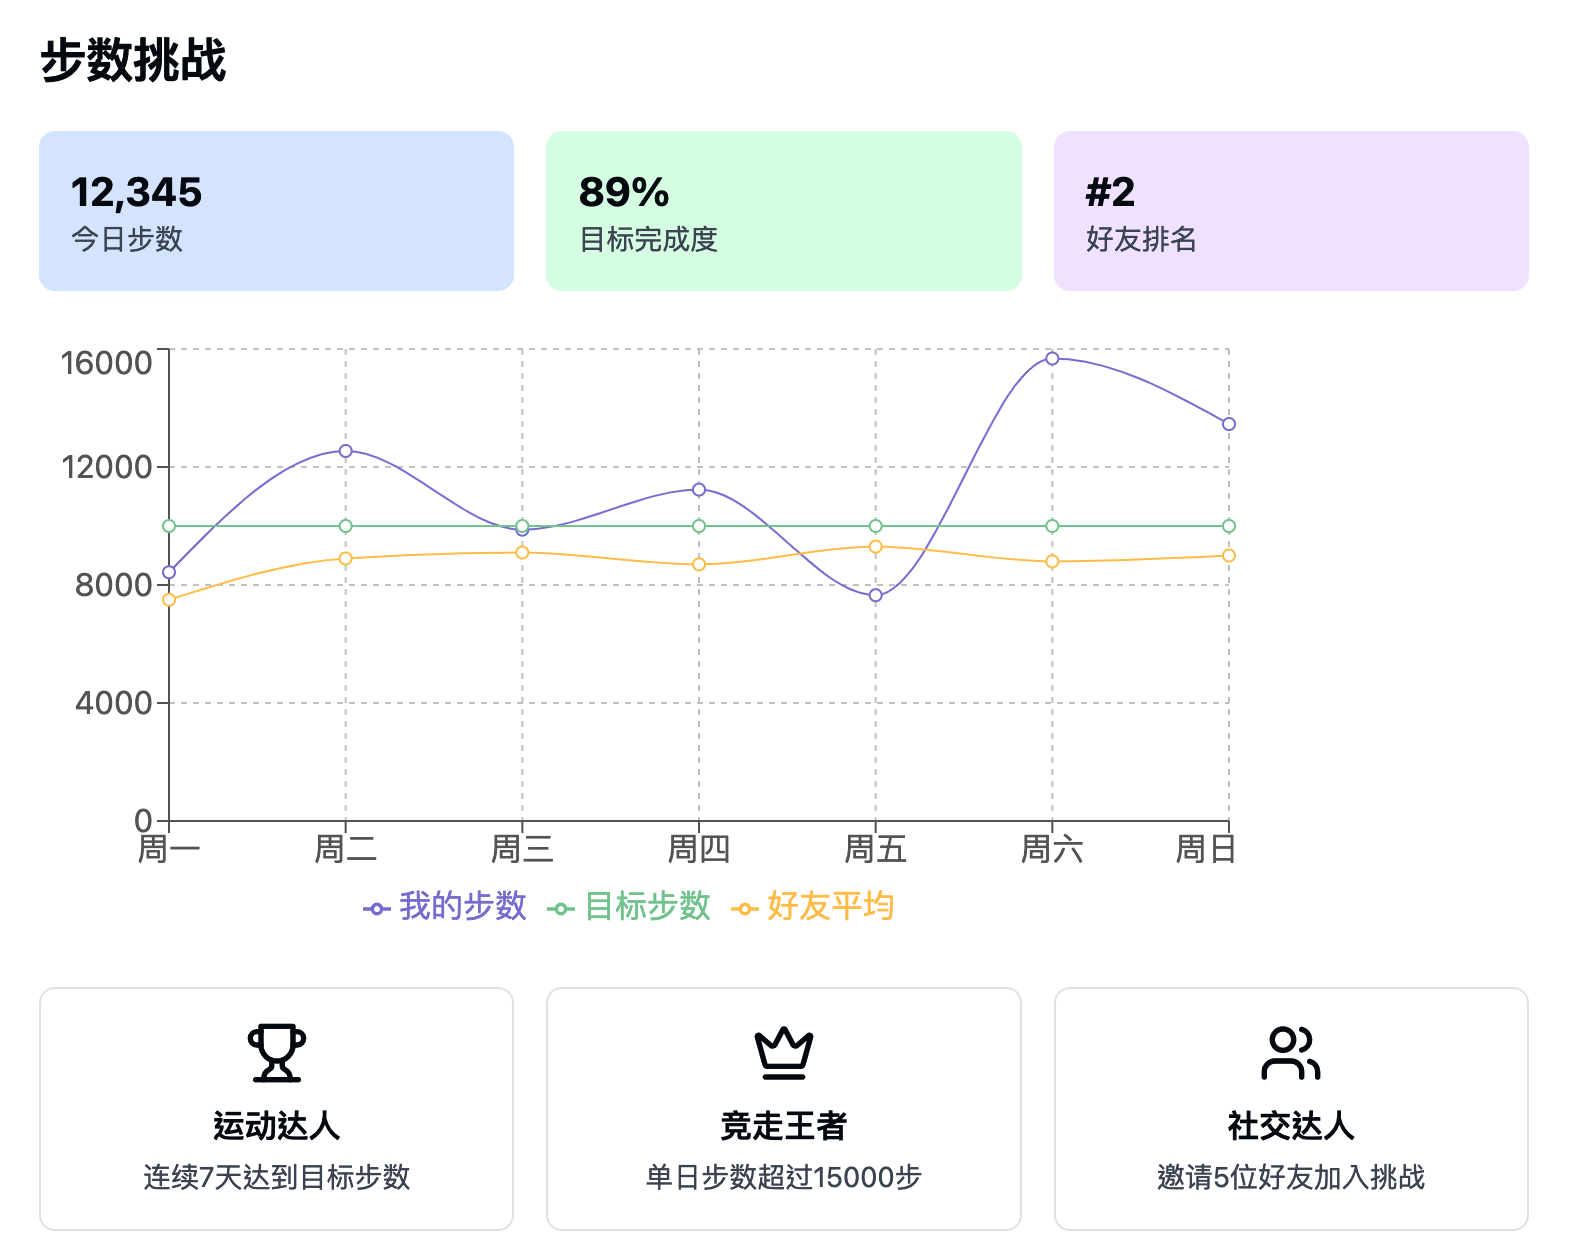 步数挑战
12,345
今日步数
89%
目标完成度
#2
好友排名
16000
12000
8000
4000
0
周一 周二 周三 周四 周五 周六 周日
我的步数 目标步数 好友平均
运动达人
连续7天达到目标步数
竞走王者
单日步数超过15000步
社交达人
邀请5位好友加入挑战